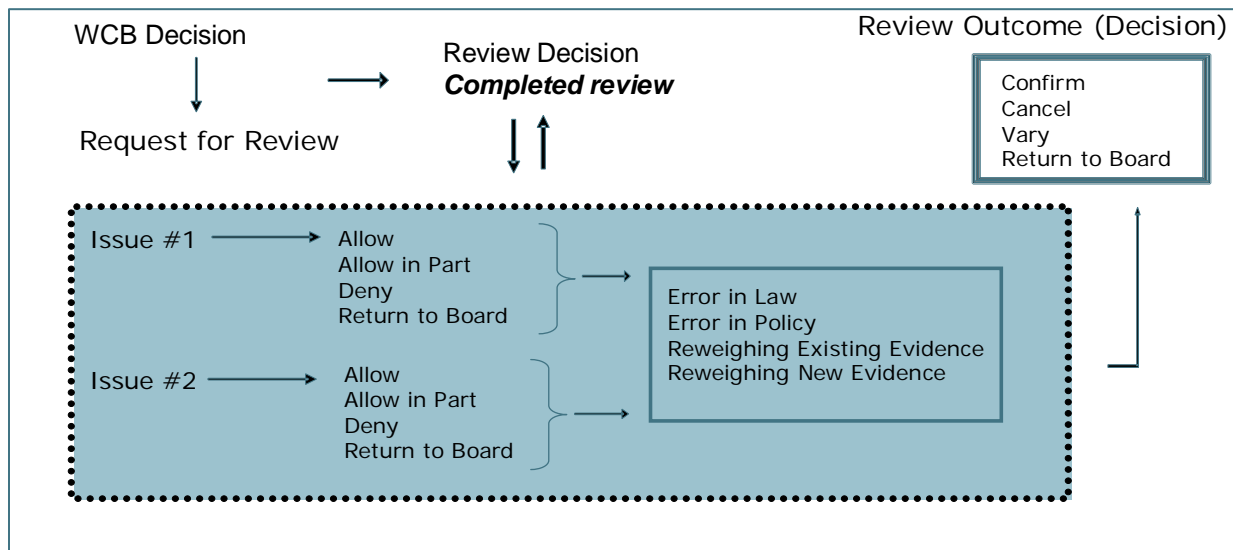 WCB Decision
Request for Review
Review Decision
Completed review
Review Outcome (Decision)
Confirm
Cancel
Vary
Return to Board
Issue #1
Allow
Allow in Part
Deny
Return to Board
Issue #2
Allow
Allow in Part
Deny
Return to Board
Error in Law
Error in Policy
Reweighing Existing Evidence
Reweighing New Evidence